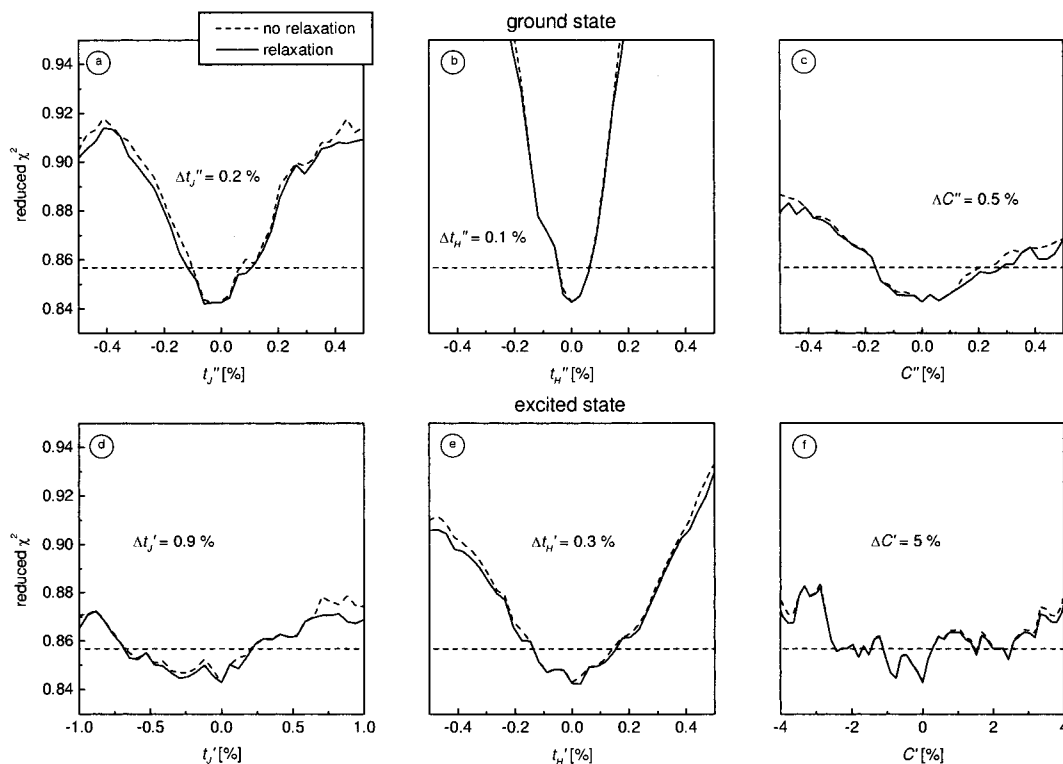 ground state
no relaxation
relaxation
a
b
c
0.94
0.92
0.90
0.88
0.86
0.84
reduced χ²
Δt_J'' = 0.2 %
Δt_H'' = 0.1 %
ΔC'' = 0.5 %
-0.4 -0.2 0.0 0.2 0.4
-0.4 -0.2 0.0 0.2 0.4
-0.4 -0.2 0.0 0.2 0.4
t_J'' [%]
t_H'' [%]
C'' [%]
excited state
d
e
f
0.94
0.92
0.90
0.88
0.86
0.84
reduced χ²
Δt_J' = 0.9 %
Δt_H' = 0.3 %
ΔC' = 5 %
-1.0 -0.5 0.0 0.5 1.0
-0.4 -0.2 0.0 0.2 0.4
-4 -2 0 2 4
t_J' [%]
t_H' [%]
C' [%]